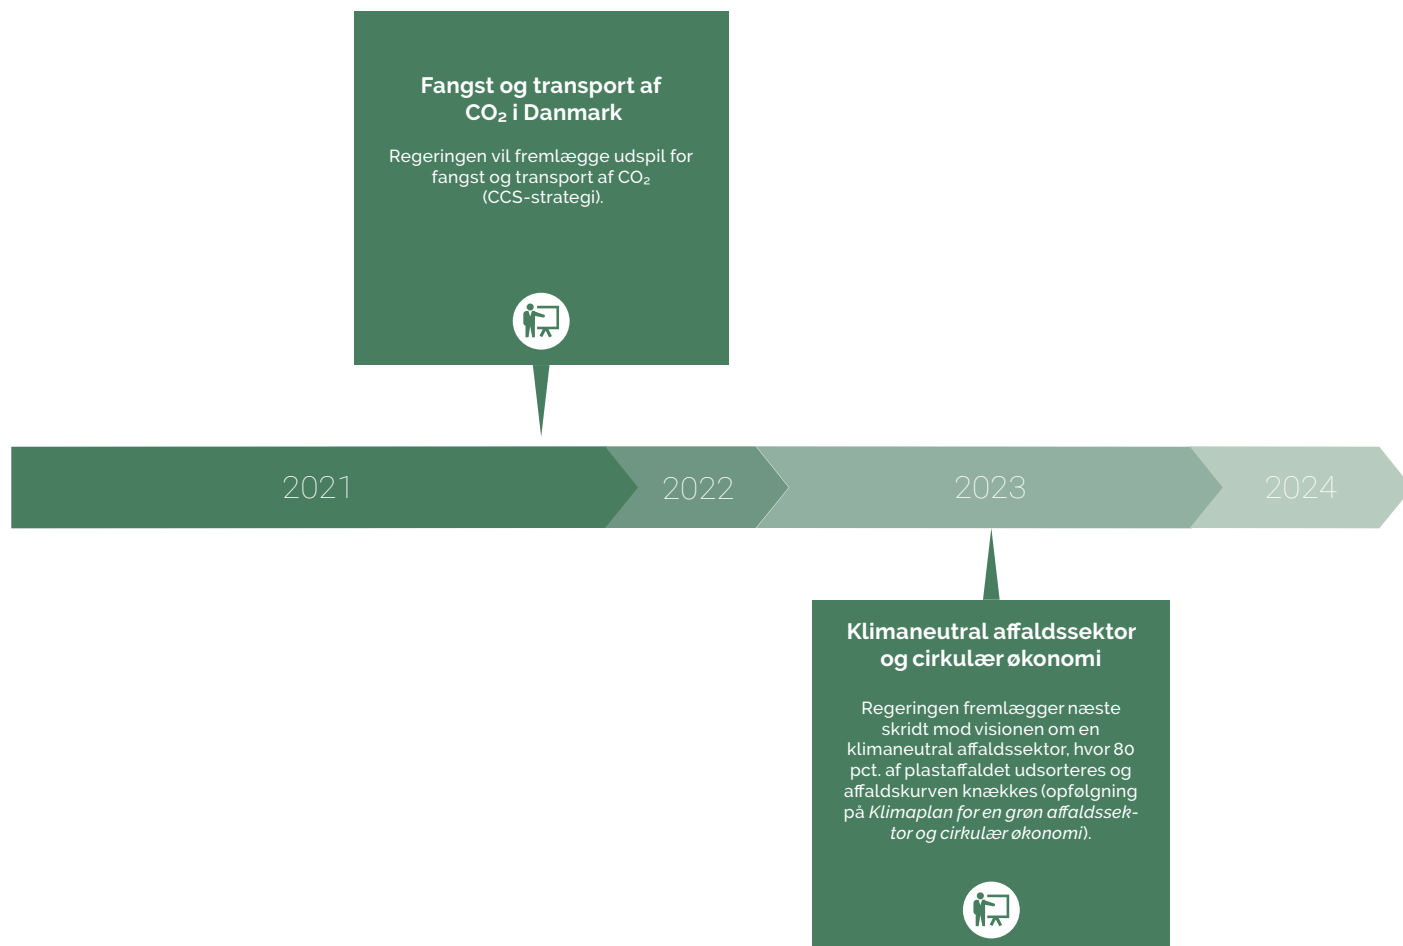 Fangst og transport af
CO₂ i Danmark
Regeringen vil fremlægge udspil for
fangst og transport af CO₂
(CCS-strategi).
2021
2022
2023
2024
Klimaneutral affaldssektor
og cirkulær økonomi
Regeringen fremlægger næste
skridt mod visionen om en
klimaneutral affaldssektor, hvor 80
pct. af plastaffaldet udsorteres og
affaldskurven knækkes (opfølgning
på Klimaplan for en grøn affaldssek-
tor og cirkulær økonomi).